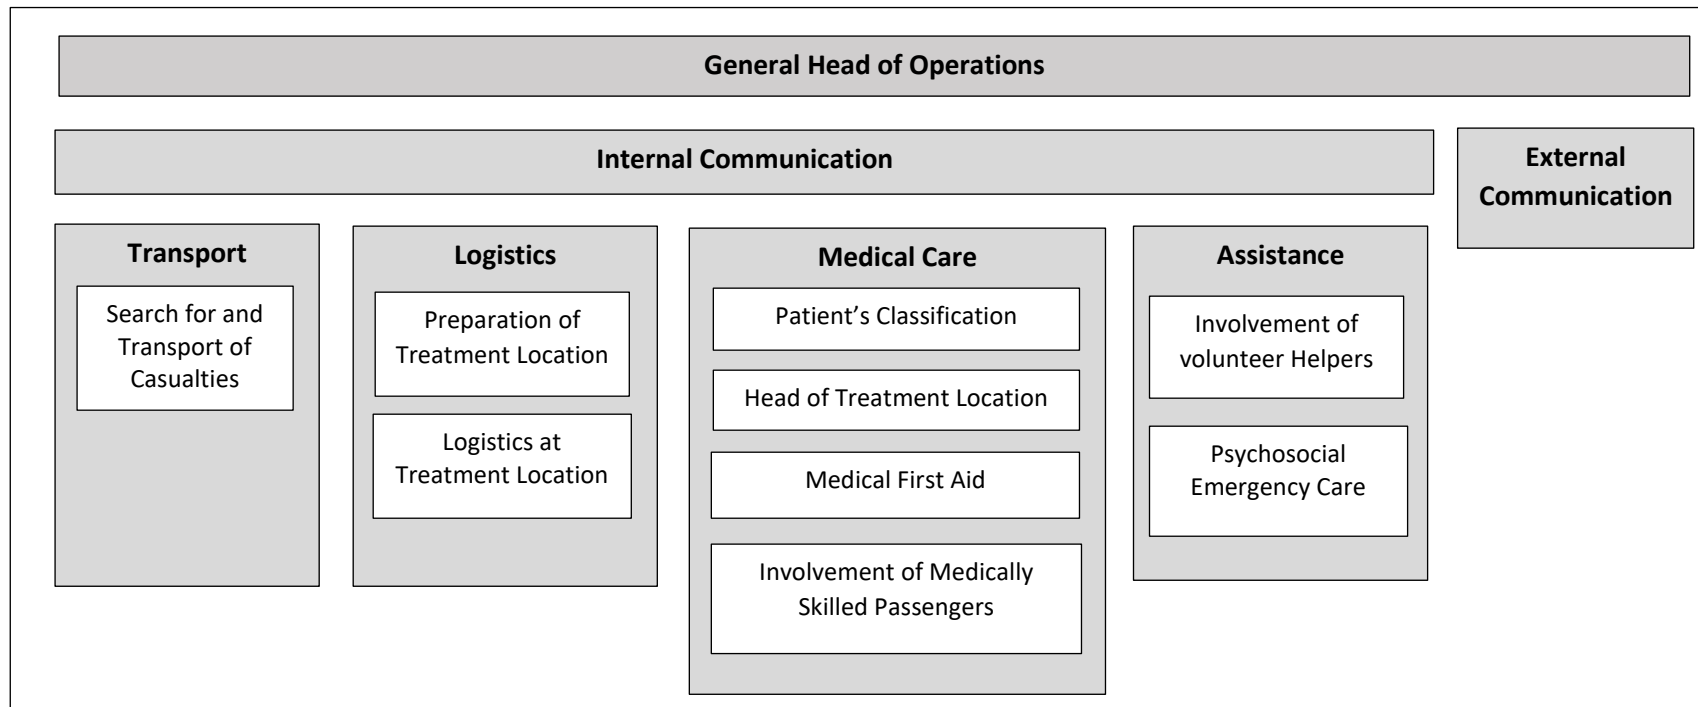 General Head of Operations
Internal Communication
External
Communication
Transport
Search for and
Transport of
Casualties
Logistics
Preparation of
Treatment Location
Logistics at
Treatment Location
Medical Care
Patient’s Classification
Head of Treatment Location
Medical First Aid
Involvement of Medically
Skilled Passengers
Assistance
Involvement of
volunteer Helpers
Psychosocial
Emergency Care